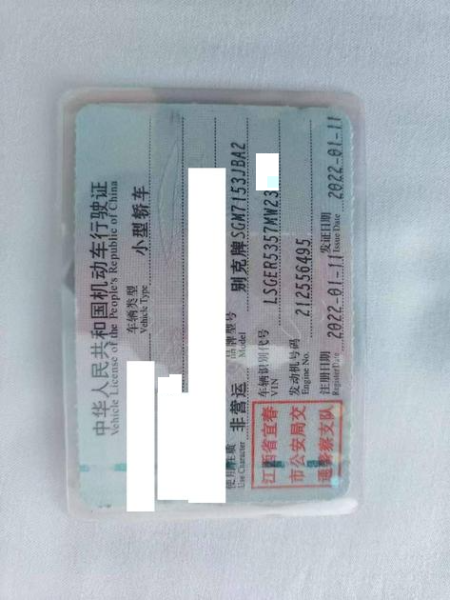 中华人民共和国机动车行驶证
Vehicle License of the People's Republic of China
车辆类型 小型轿车
Vehicle Type
使用性质 非营运 品牌型号 别克牌SGM7153JBA2
Use Character Model
江西省宜春
市公安局交
通警察支队
车辆识别代号 LSGER5357MW23
VIN
发动机号码 212556495
Engine No.
注册日期 2022-01-11 发证日期 2022-01-11
Register Date Issue Date